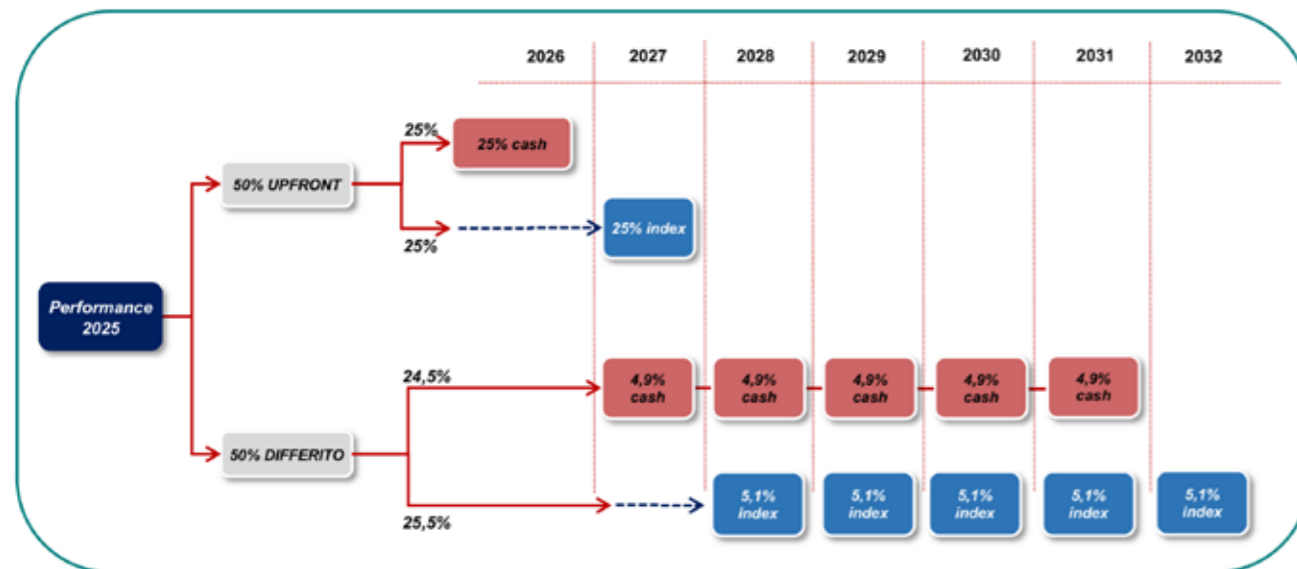 2026 2027 2028 2029 2030 2031 2032
25%
25% cash
50% UPFRONT
25% index
25%
Performance
2025
24,5%
4,9% 4,9% 4,9% 4,9% 4,9%
cash cash cash cash cash
50% DIFFERITO
5,1% 5,1% 5,1% 5,1% 5,1%
index index index index index
25,5%